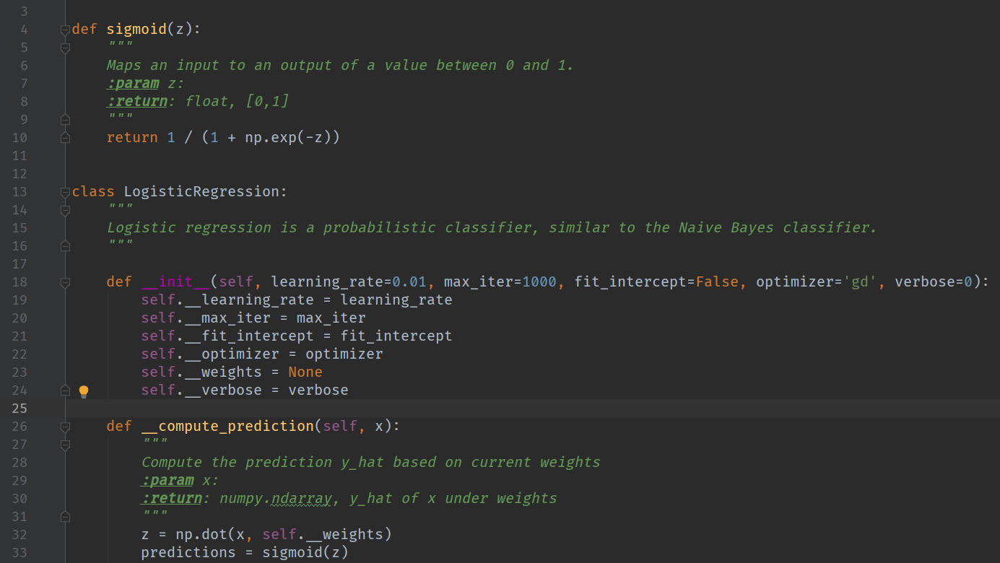 3
4 def sigmoid(z):
5     """
6     Maps an input to an output of a value between 0 and 1.
7     :param z:
8     :return: float, [0,1]
9     """
10     return 1 / (1 + np.exp(-z))
11
12
13 class LogisticRegression:
14     """
15     Logistic regression is a probabilistic classifier, similar to the Naive Bayes classifier.
16     """
17
18     def __init__(self, learning_rate=0.01, max_iter=1000, fit_intercept=False, optimizer='gd', verbose=0):
19         self.__learning_rate = learning_rate
20         self.__max_iter = max_iter
21         self.__fit_intercept = fit_intercept
22         self.__optimizer = optimizer
23         self.__weights = None
24         self.__verbose = verbose
25
26     def __compute_prediction(self, x):
27         """
28         Compute the prediction y_hat based on current weights
29         :param x:
30         :return: numpy.ndarray, y_hat of x under weights
31         """
32         z = np.dot(x, self.__weights)
33         predictions = sigmoid(z)